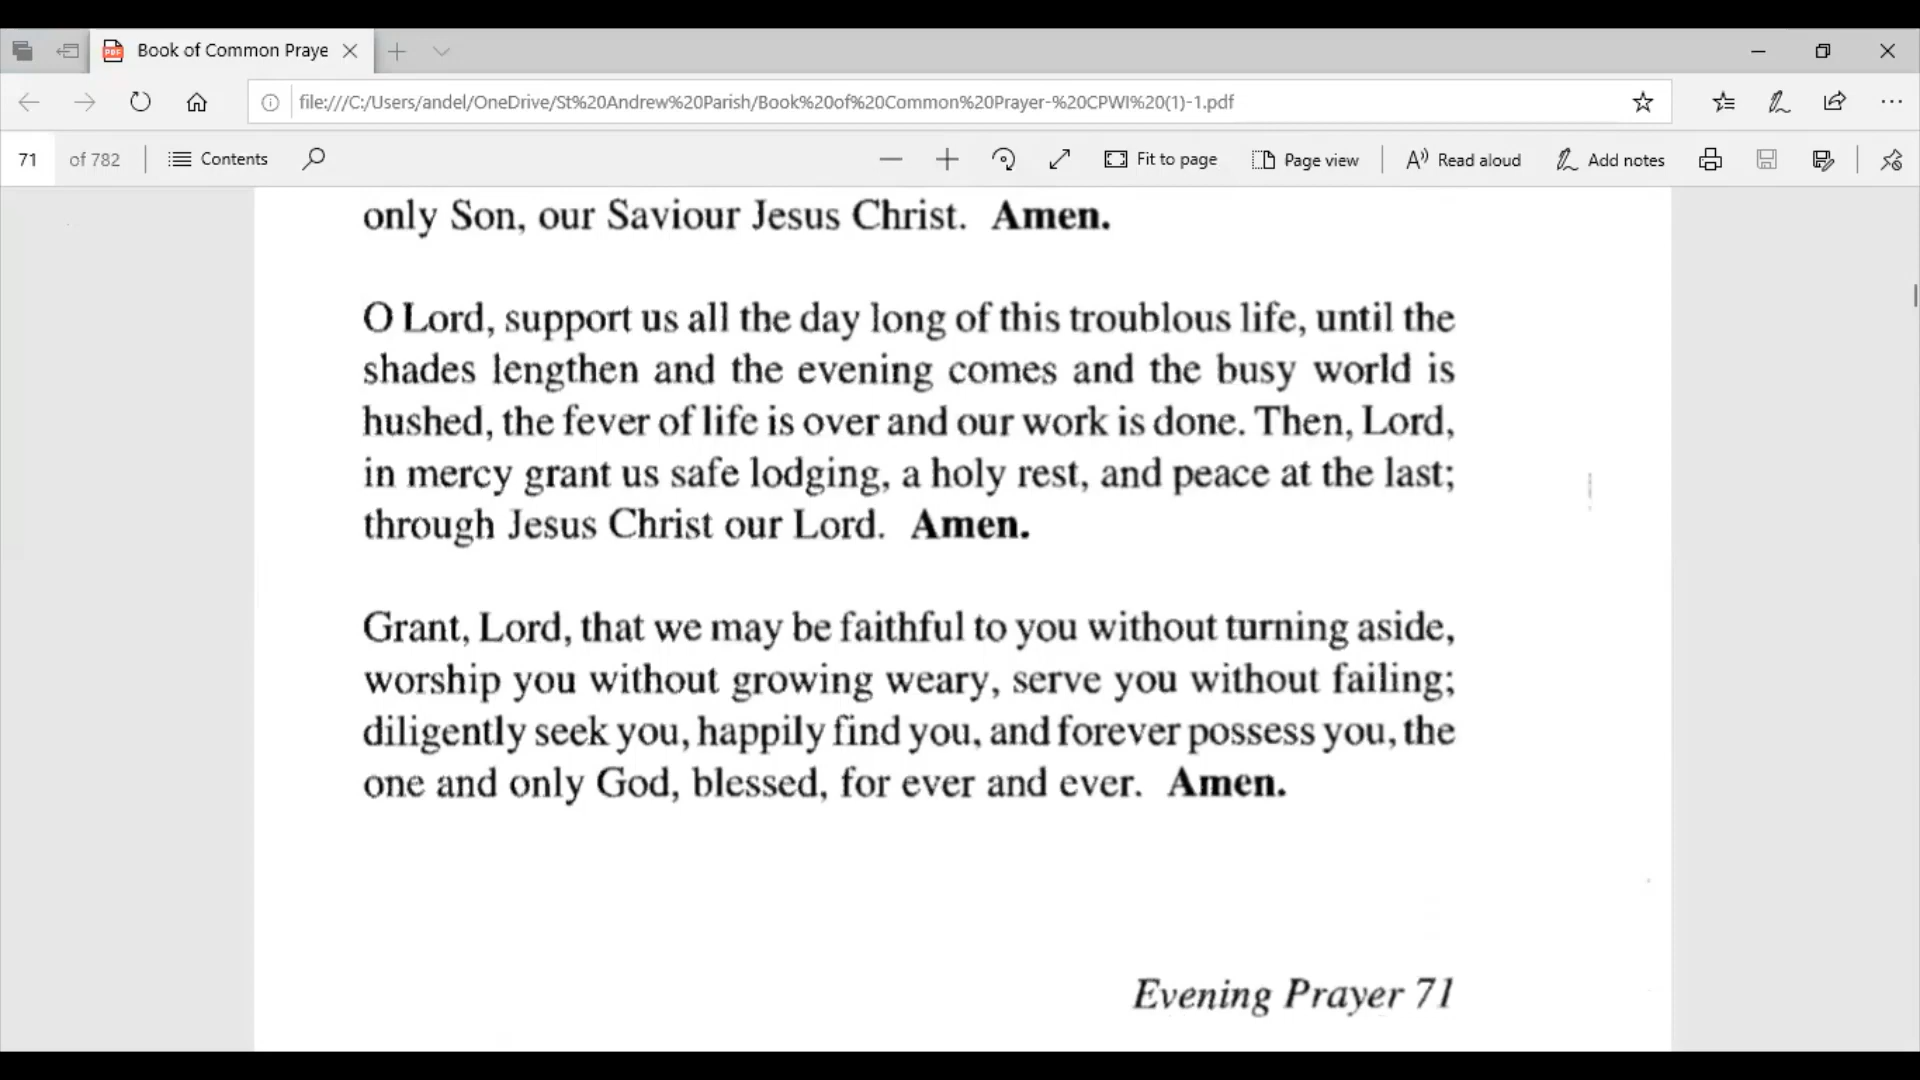 Book of Common Praye
file:///C:/Users/andel/OneDrive/St%20Andrew%20Parish/Book%20of%20Common%20Prayer-%20CPWI%20(1)-1.pdf
71 of 782 Contents Fit to page Page view Read aloud Add notes
only Son, our Saviour Jesus Christ. Amen.
O Lord, support us all the day long of this troublous life, until the
shades lengthen and the evening comes and the busy world is
hushed, the fever of life is over and our work is done. Then, Lord,
in mercy grant us safe lodging, a holy rest, and peace at the last;
through Jesus Christ our Lord. Amen.
Grant, Lord, that we may be faithful to you without turning aside,
worship you without growing weary, serve you without failing;
diligently seek you, happily find you, and forever possess you, the
one and only God, blessed, for ever and ever. Amen.
Evening Prayer 71